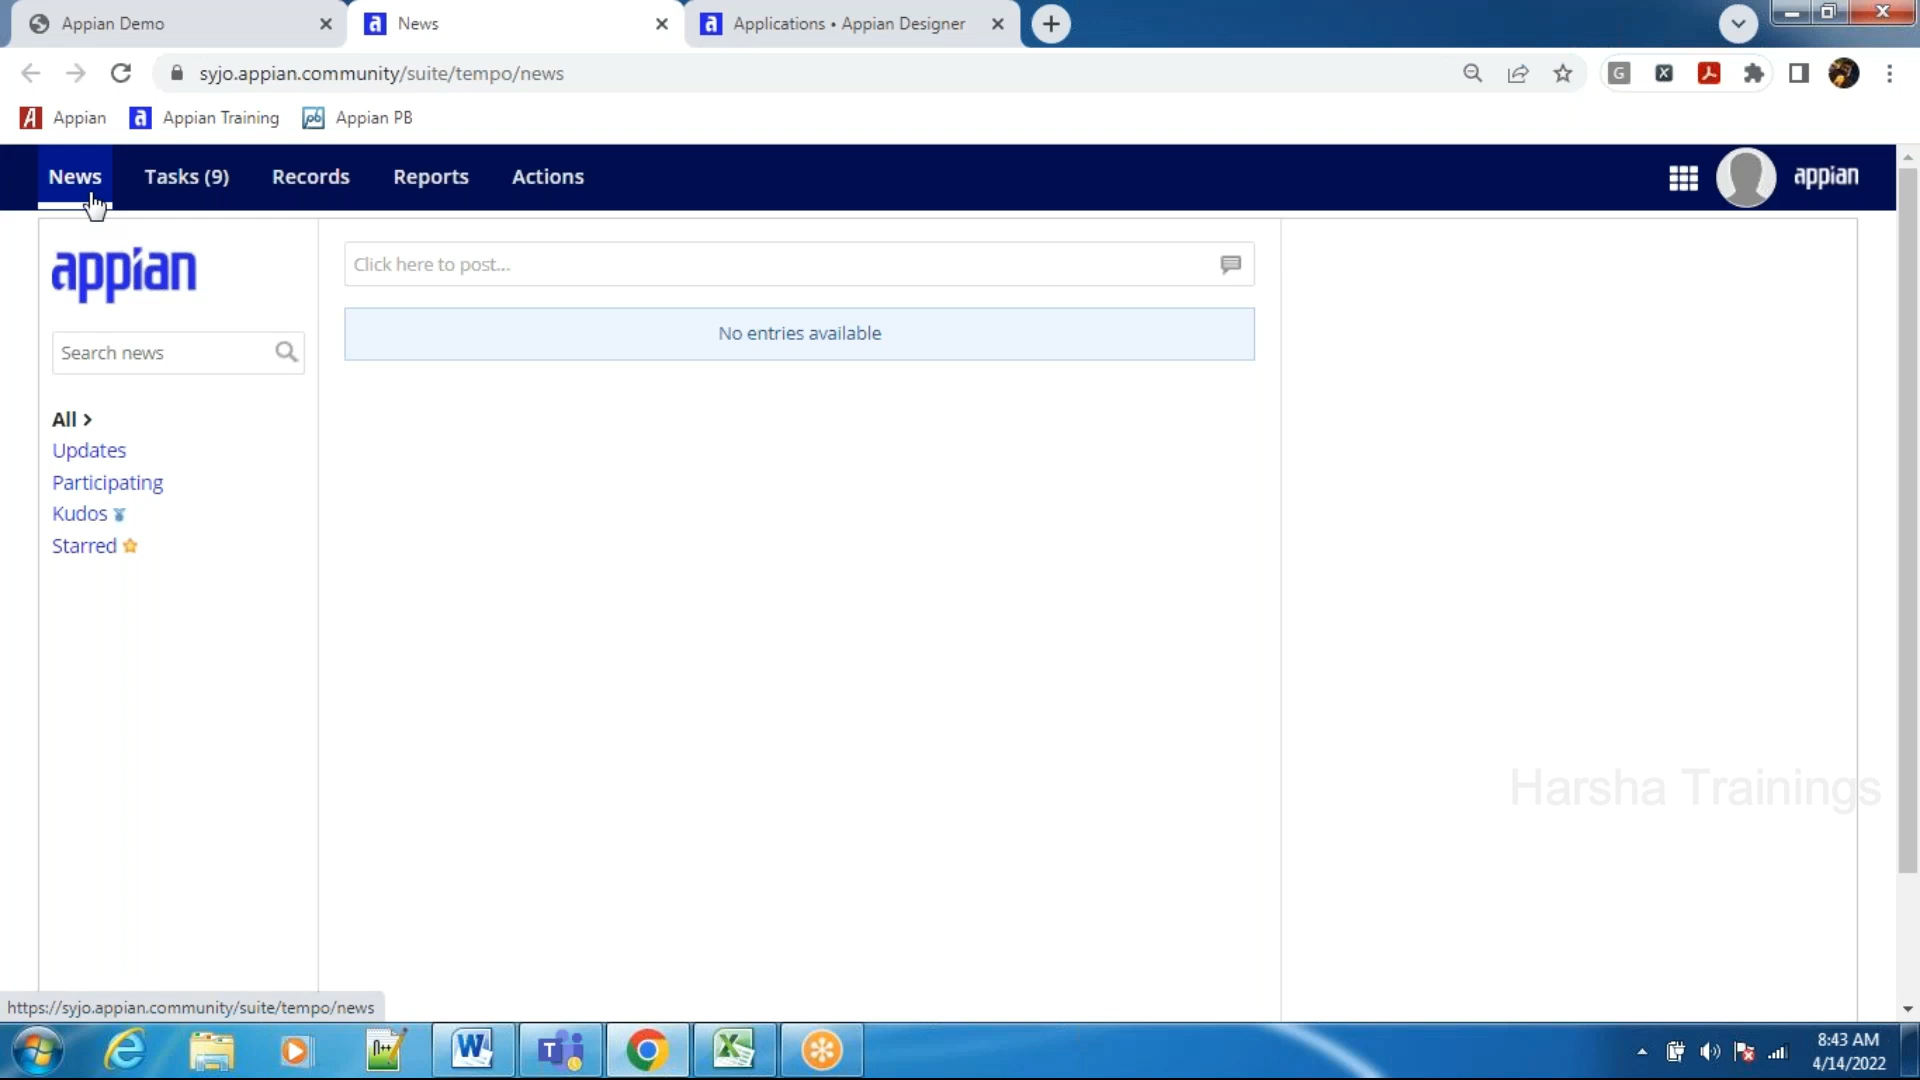 Appian Demo
News
Applications • Appian Designer
syjo.appian.community/suite/tempo/news
Appian
Appian Training
Appian PB
News
Tasks (9)
Records
Reports
Actions
appian
appian
Click here to post...
No entries available
Search news
All >
Updates
Participating
Kudos
Starred
Harsha Trainings
https://syjo.appian.community/suite/tempo/news
8:43 AM
4/14/2022